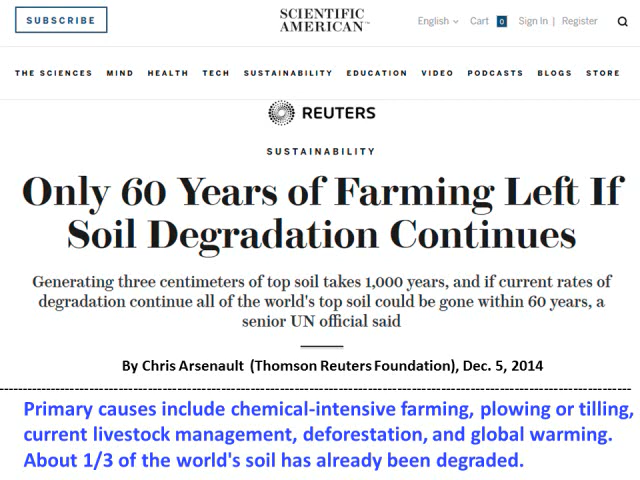 SUBSCRIBE
SCIENTIFIC
AMERICAN™
English Cart 0 Sign In | Register
THE SCIENCES MIND HEALTH TECH SUSTAINABILITY EDUCATION VIDEO PODCASTS BLOGS STORE
REUTERS
SUSTAINABILITY
Only 60 Years of Farming Left If
Soil Degradation Continues
Generating three centimeters of top soil takes 1,000 years, and if current rates of
degradation continue all of the world's top soil could be gone within 60 years, a
senior UN official said
By Chris Arsenault (Thomson Reuters Foundation), Dec. 5, 2014
Primary causes include chemical-intensive farming, plowing or tilling,
current livestock management, deforestation, and global warming.
About 1/3 of the world's soil has already been degraded.